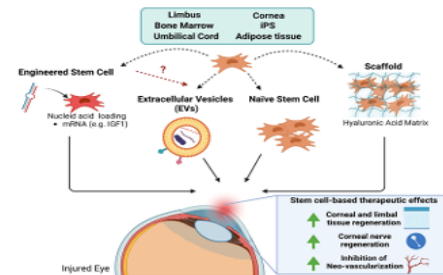 Limbus Cornea
Bone Marrow iPS
Umbilical Cord Adipose tissue
Engineered Stem Cell
?
Scaffold
Extracellular Vesicles
(EVs)
Naïve Stem Cell
Nucleic acid loading
• mRNA (e.g. IGF1)
Hyaluronic Acid Matrix
Stem cell-based therapeutic effects
Corneal and limbal
tissue regeneration
Corneal nerve
regeneration
Inhibition of
Neo-vascularization
Injured Eye